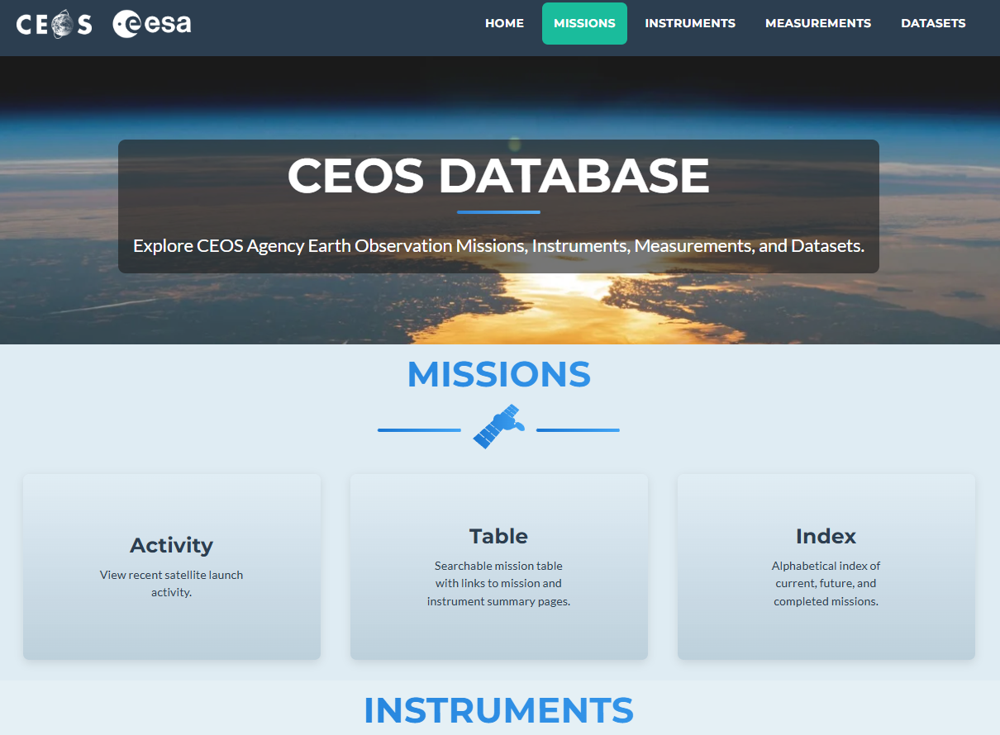 CEOS esa HOME MISSIONS INSTRUMENTS MEASUREMENTS DATASETS
CEOS DATABASE
Explore CEOS Agency Earth Observation Missions, Instruments, Measurements, and Datasets.
MISSIONS
Activity
View recent satellite launch
activity.
Table
Searchable mission table
with links to mission and
instrument summary pages.
Index
Alphabetical index of
current, future, and
completed missions.
INSTRUMENTS